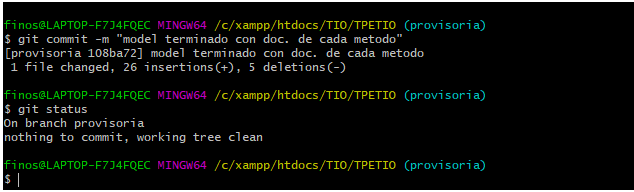 finos@LAPTOP-F7J4FQEC MINGW64 /c/xampp/htdocs/TIO/TPETIO (provisoria)
$ git commit -m "model terminado con doc. de cada metodo"
[provisoria 108ba72] model terminado con doc. de cada metodo
 1 file changed, 26 insertions(+), 5 deletions(-)
finos@LAPTOP-F7J4FQEC MINGW64 /c/xampp/htdocs/TIO/TPETIO (provisoria)
$ git status
On branch provisoria
nothing to commit, working tree clean
finos@LAPTOP-F7J4FQEC MINGW64 /c/xampp/htdocs/TIO/TPETIO (provisoria)
$